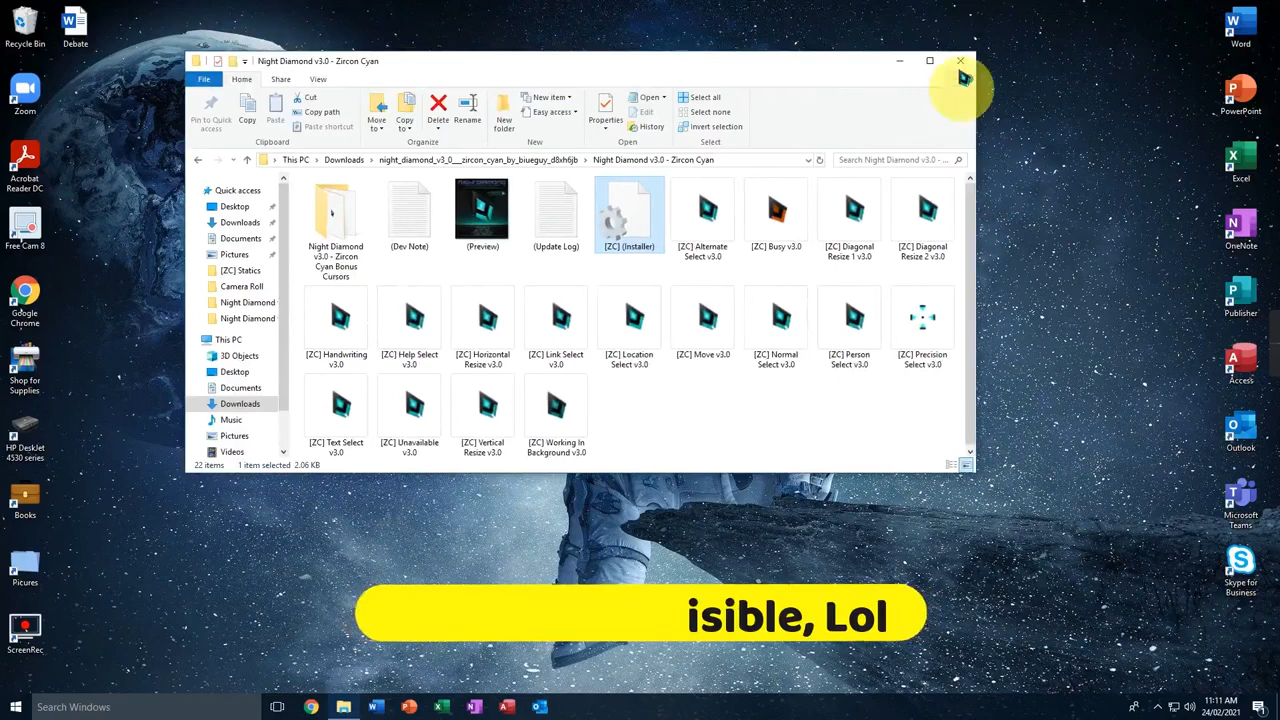 Recycle Bin
Debate
Zoom
Acrobat
Reader DC
Free Cam 8
Google
Chrome
Shop for
Supplies
HP DeskJet
4530 series
Books
Picures
ScreenRec
Night Diamond v3.0 - Zircon Cyan
File
Home
Share
View
Pin to Quick
access
Copy
Paste
Cut
Copy path
Paste shortcut
Clipboard
Move
to
Copy
to
Delete
Rename
Organize
New
folder
New item
Easy access
New
Properties
Open
Edit
History
Open
Select all
Select none
Invert selection
Select
This PC
Downloads
night_diamond_v3_0___zircon_cyan_by_biueguy_d8xh6jb
Night Diamond v3.0 - Zircon Cyan
Search Night Diamond v3.0 - ...
Quick access
Desktop
Downloads
Documents
Pictures
[ZC] Statics
Camera Roll
Night Diamond
Night Diamond
This PC
3D Objects
Desktop
Documents
Downloads
Music
Pictures
Videos
Night Diamond
v3.0 - Zircon
Cyan Bonus
Cursors
(Dev Note)
(Preview)
(Update Log)
[ZC] (Installer)
[ZC] Alternate
Select v3.0
[ZC] Busy v3.0
[ZC] Diagonal
Resize 1 v3.0
[ZC] Diagonal
Resize 2 v3.0
[ZC] Handwriting
v3.0
[ZC] Help Select
v3.0
[ZC] Horizontal
Resize v3.0
[ZC] Link Select
v3.0
[ZC] Location
Select v3.0
[ZC] Move v3.0
[ZC] Normal
Select v3.0
[ZC] Person
Select v3.0
[ZC] Precision
Select v3.0
[ZC] Text Select
v3.0
[ZC] Unavailable
v3.0
[ZC] Vertical
Resize v3.0
[ZC] Working In
Background v3.0
22 items
1 item selected 2.06 KB
Word
PowerPoint
Excel
OneNote
Publisher
Access
Outlook
Microsoft
Teams
Skype for
Business
isible, Lol
Search Windows
11:11 AM
24/02/2021